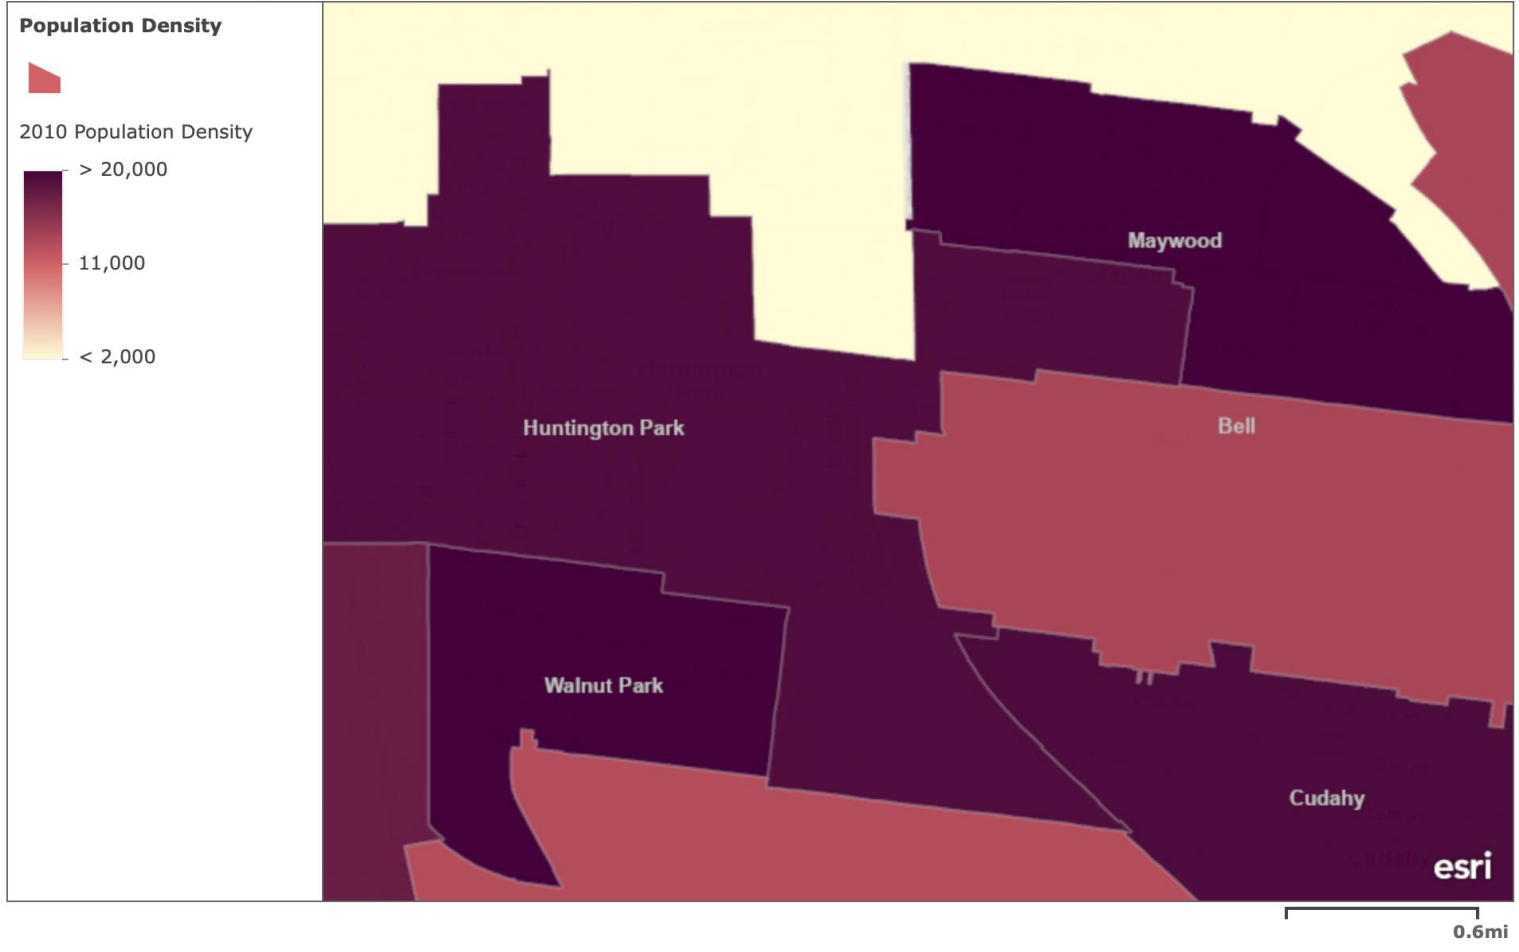 Population Density
2010 Population Density
> 20,000
11,000
< 2,000
Maywood
Bell
Huntington Park
Walnut Park
Cudahy
esri
0.6mi